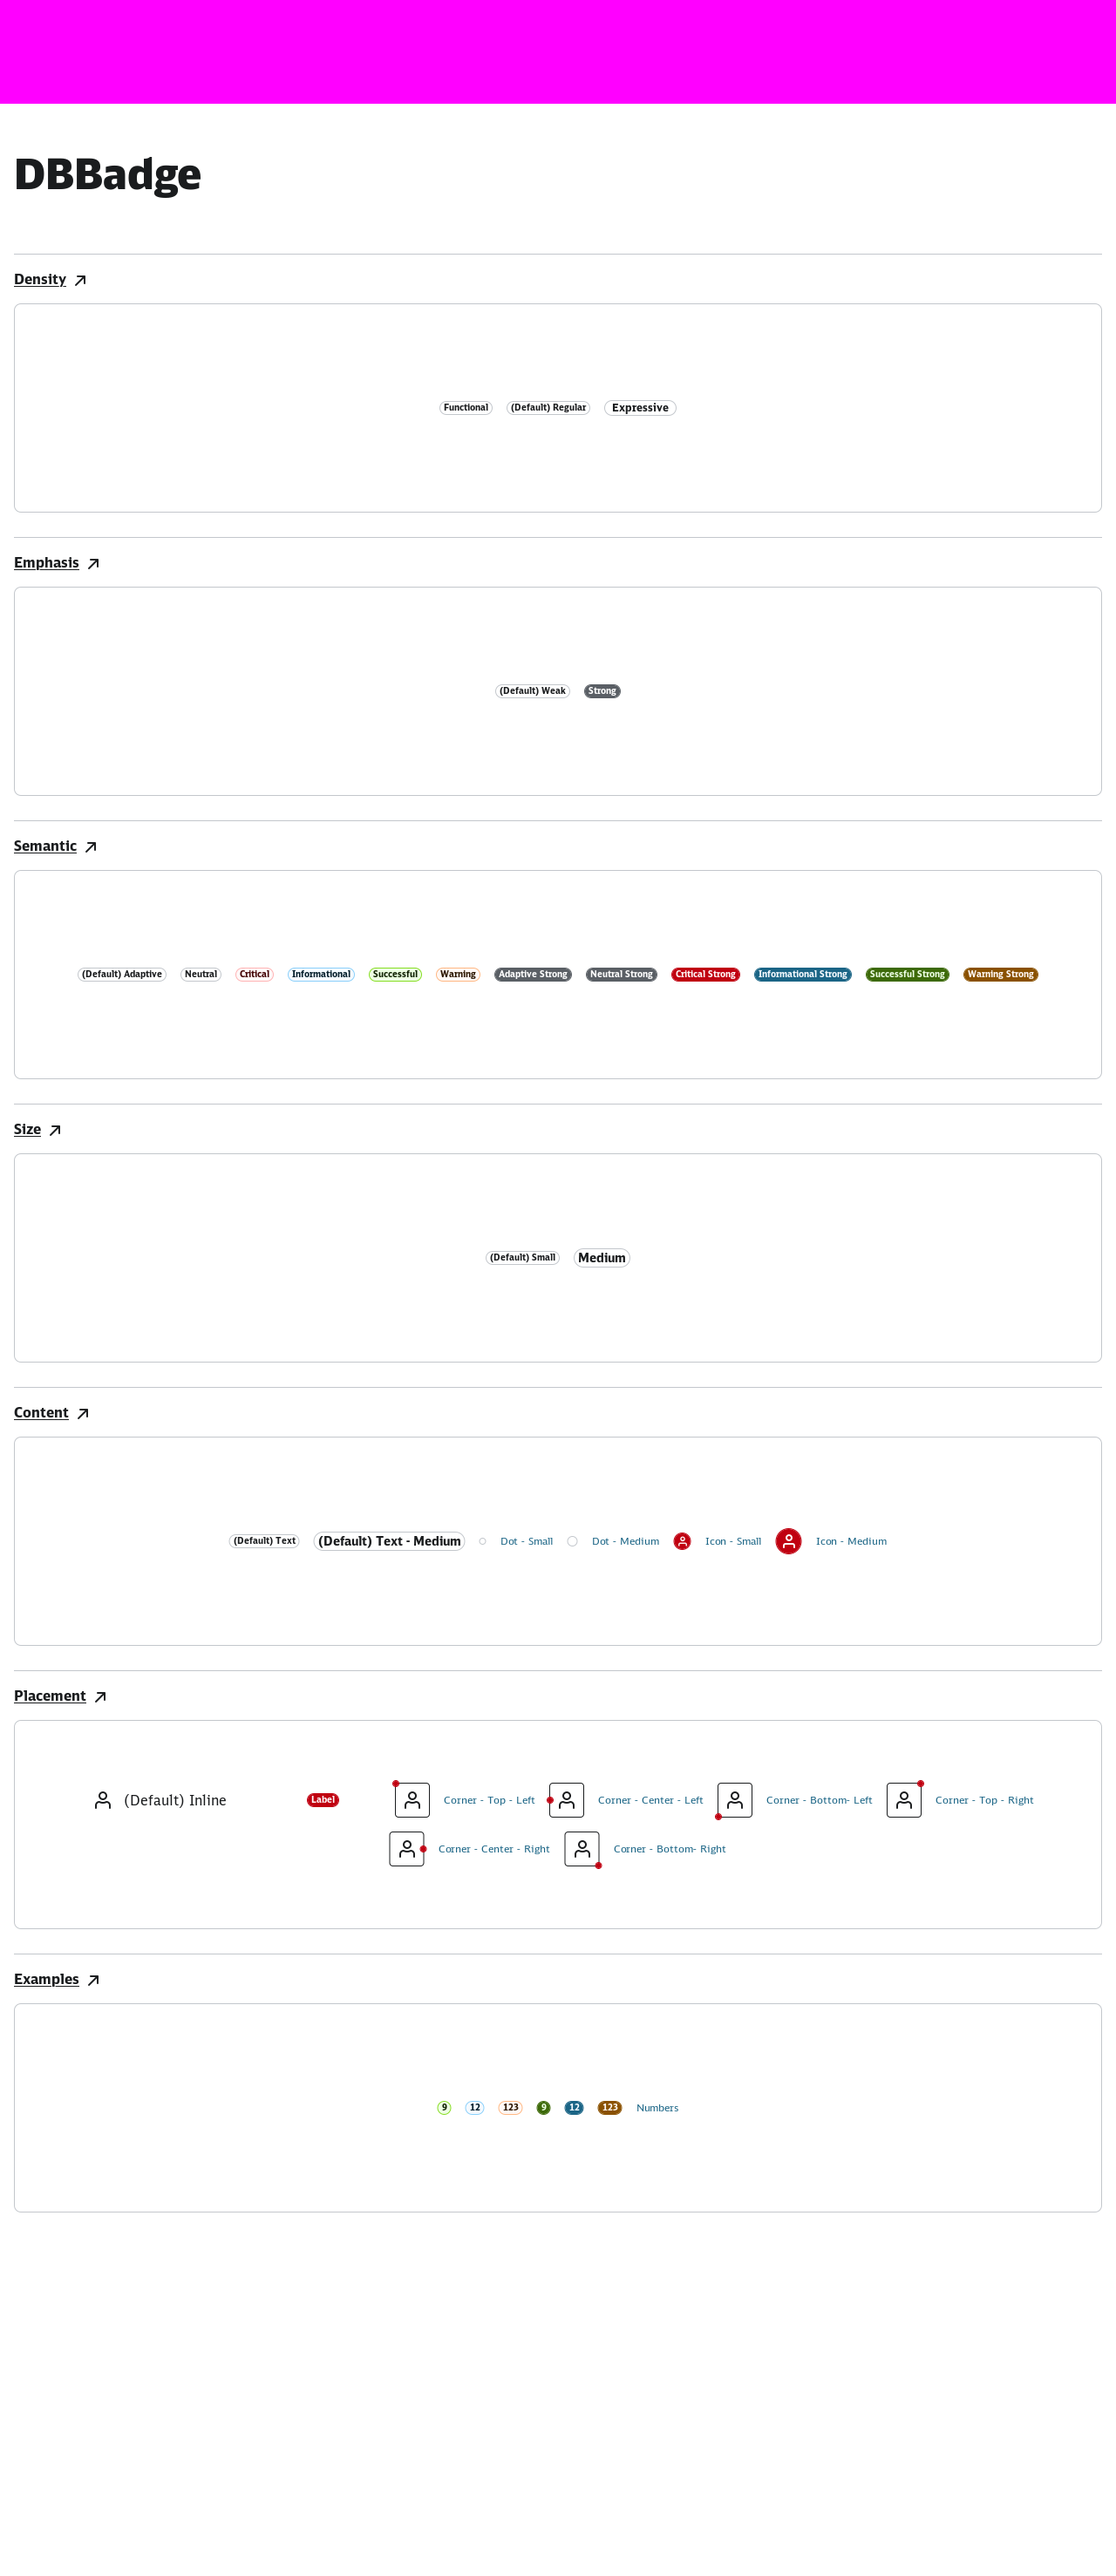 DBBadge
Density
Functional (Default) Regular Expressive
Emphasis
(Default) Weak Strong
Semantic
(Default) Adaptive Neutral Critical Informational Successful Warning Adaptive Strong Neutral Strong Critical Strong Informational Strong Successful Strong Warning Strong
Size
(Default) Small Medium
Content
(Default) Text (Default) Text - Medium Dot - Small Dot - Medium Icon - Small Icon - Medium
Placement
(Default) Inline Label Corner - Top - Left Corner - Center - Left Corner - Bottom- Left Corner - Top - Right
Corner - Center - Right Corner - Bottom- Right
Examples
9 12 123 9 12 123 Numbers